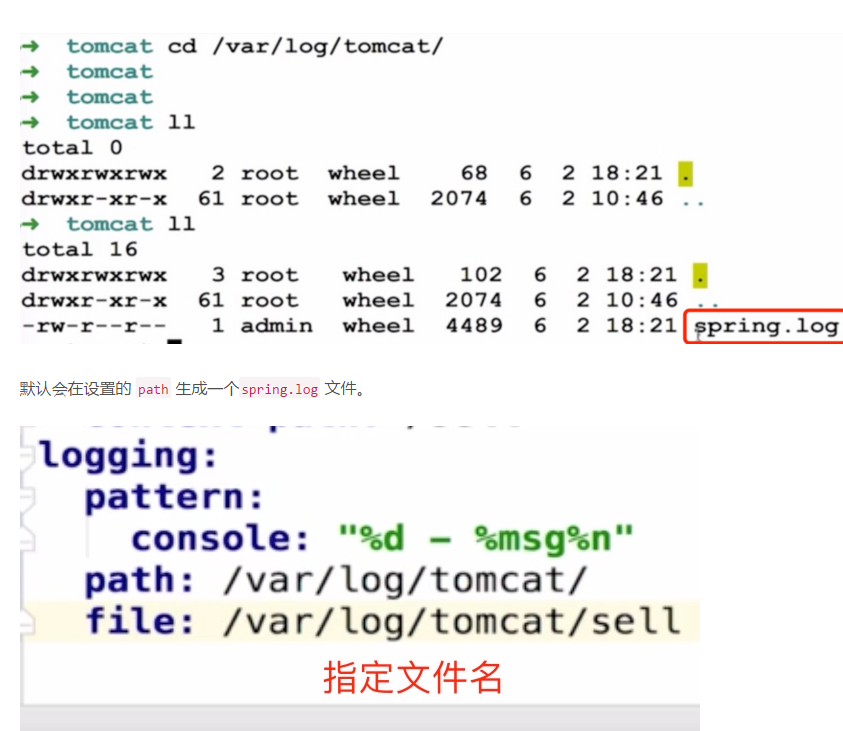 ➜ tomcat cd /var/log/tomcat/
➜ tomcat
➜ tomcat
➜ tomcat ll
total 0
drwxrwxrwx 2 root wheel 68 6 2 18:21 .
drwxr-xr-x 61 root wheel 2074 6 2 10:46 ..
➜ tomcat ll
total 16
drwxrwxrwx 3 root wheel 102 6 2 18:21 .
drwxr-xr-x 61 root wheel 2074 6 2 10:46 ..
-rw-r--r-- 1 admin wheel 4489 6 2 18:21 spring.log
默认会在设置的 path 生成一个 spring.log 文件。
logging:
pattern:
console: "%d - %msg%n"
path: /var/log/tomcat/
file: /var/log/tomcat/sell
指定文件名